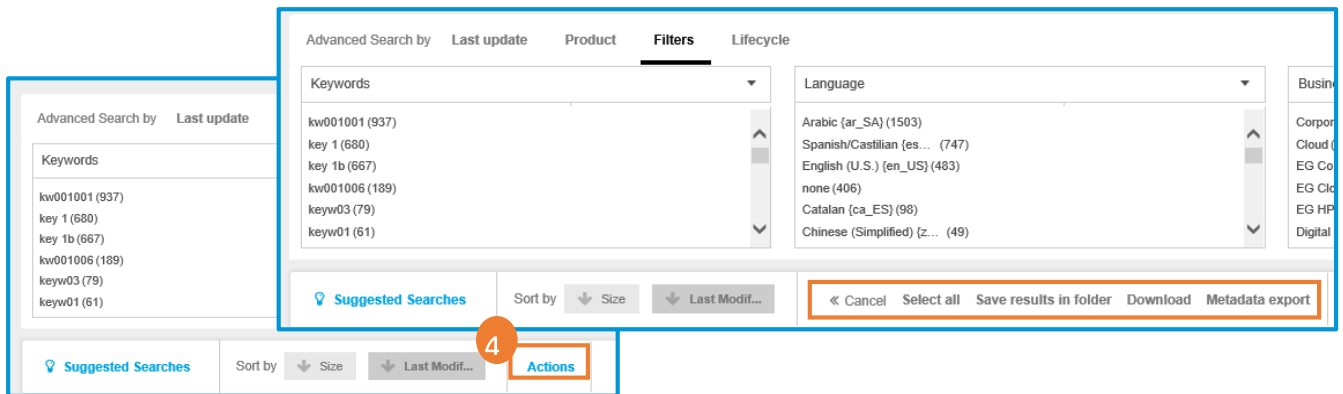 Advanced Search by Last update Product Filters Lifecycle
Keywords
kw001001 (937)
key 1 (680)
key 1b (667)
kw001006 (189)
keyw03 (79)
keyw01 (61)
Language
Arabic {ar_SA} (1503)
Spanish/Castilian {es... (747)
English (U.S.) {en_US} (483)
none (406)
Catalan {ca_ES} (98)
Chinese (Simplified) {z... (49)
Busin
Corpor
Cloud (
EG Co
EG Clo
EG HP
Digital
Suggested Searches Sort by Size Last Modif... « Cancel Select all Save results in folder Download Metadata export
Advanced Search by Last update
Keywords
kw001001 (937)
key 1 (680)
key 1b (667)
kw001006 (189)
keyw03 (79)
keyw01 (61)
4
Suggested Searches Sort by Size Last Modif... Actions